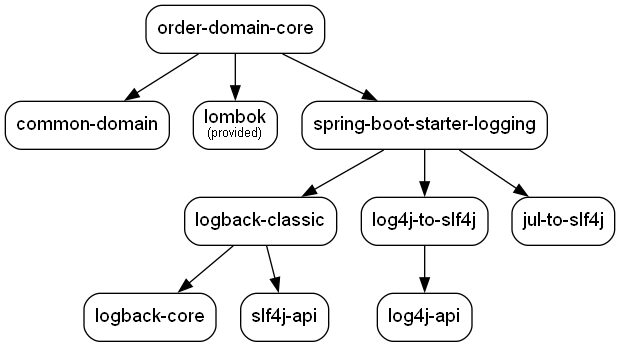 order-domain-core
common-domain
lombok
(provided)
spring-boot-starter-logging
logback-classic
log4j-to-slf4j
jul-to-slf4j
logback-core
slf4j-api
log4j-api